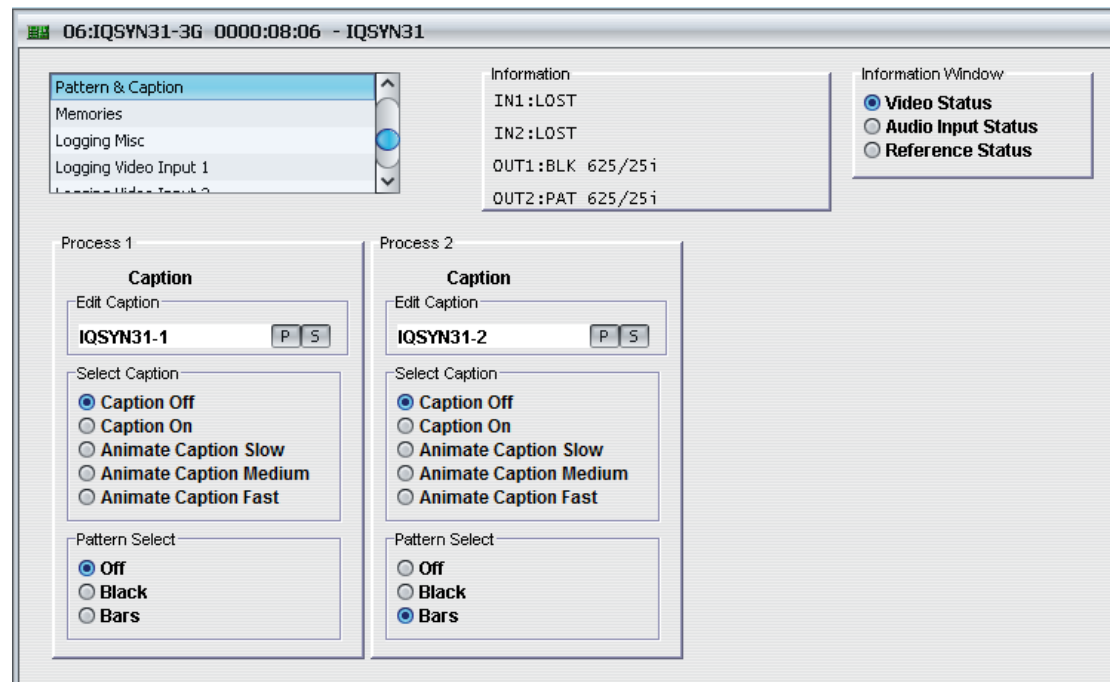 06:IQSYN31-3G 0000:08:06 - IQSYN31
Pattern & Caption
Memories
Logging Misc
Logging Video Input 1
Logging Video Input 2
Information
IN1:LOST
IN2:LOST
OUT1:BLK 625/25i
OUT2:PAT 625/25i
Information Window
Video Status
Audio Input Status
Reference Status
Process 1
Caption
Edit Caption
IQSYN31-1 P S
Select Caption
Caption Off
Caption On
Animate Caption Slow
Animate Caption Medium
Animate Caption Fast
Pattern Select
Off
Black
Bars
Process 2
Caption
Edit Caption
IQSYN31-2 P S
Select Caption
Caption Off
Caption On
Animate Caption Slow
Animate Caption Medium
Animate Caption Fast
Pattern Select
Off
Black
Bars